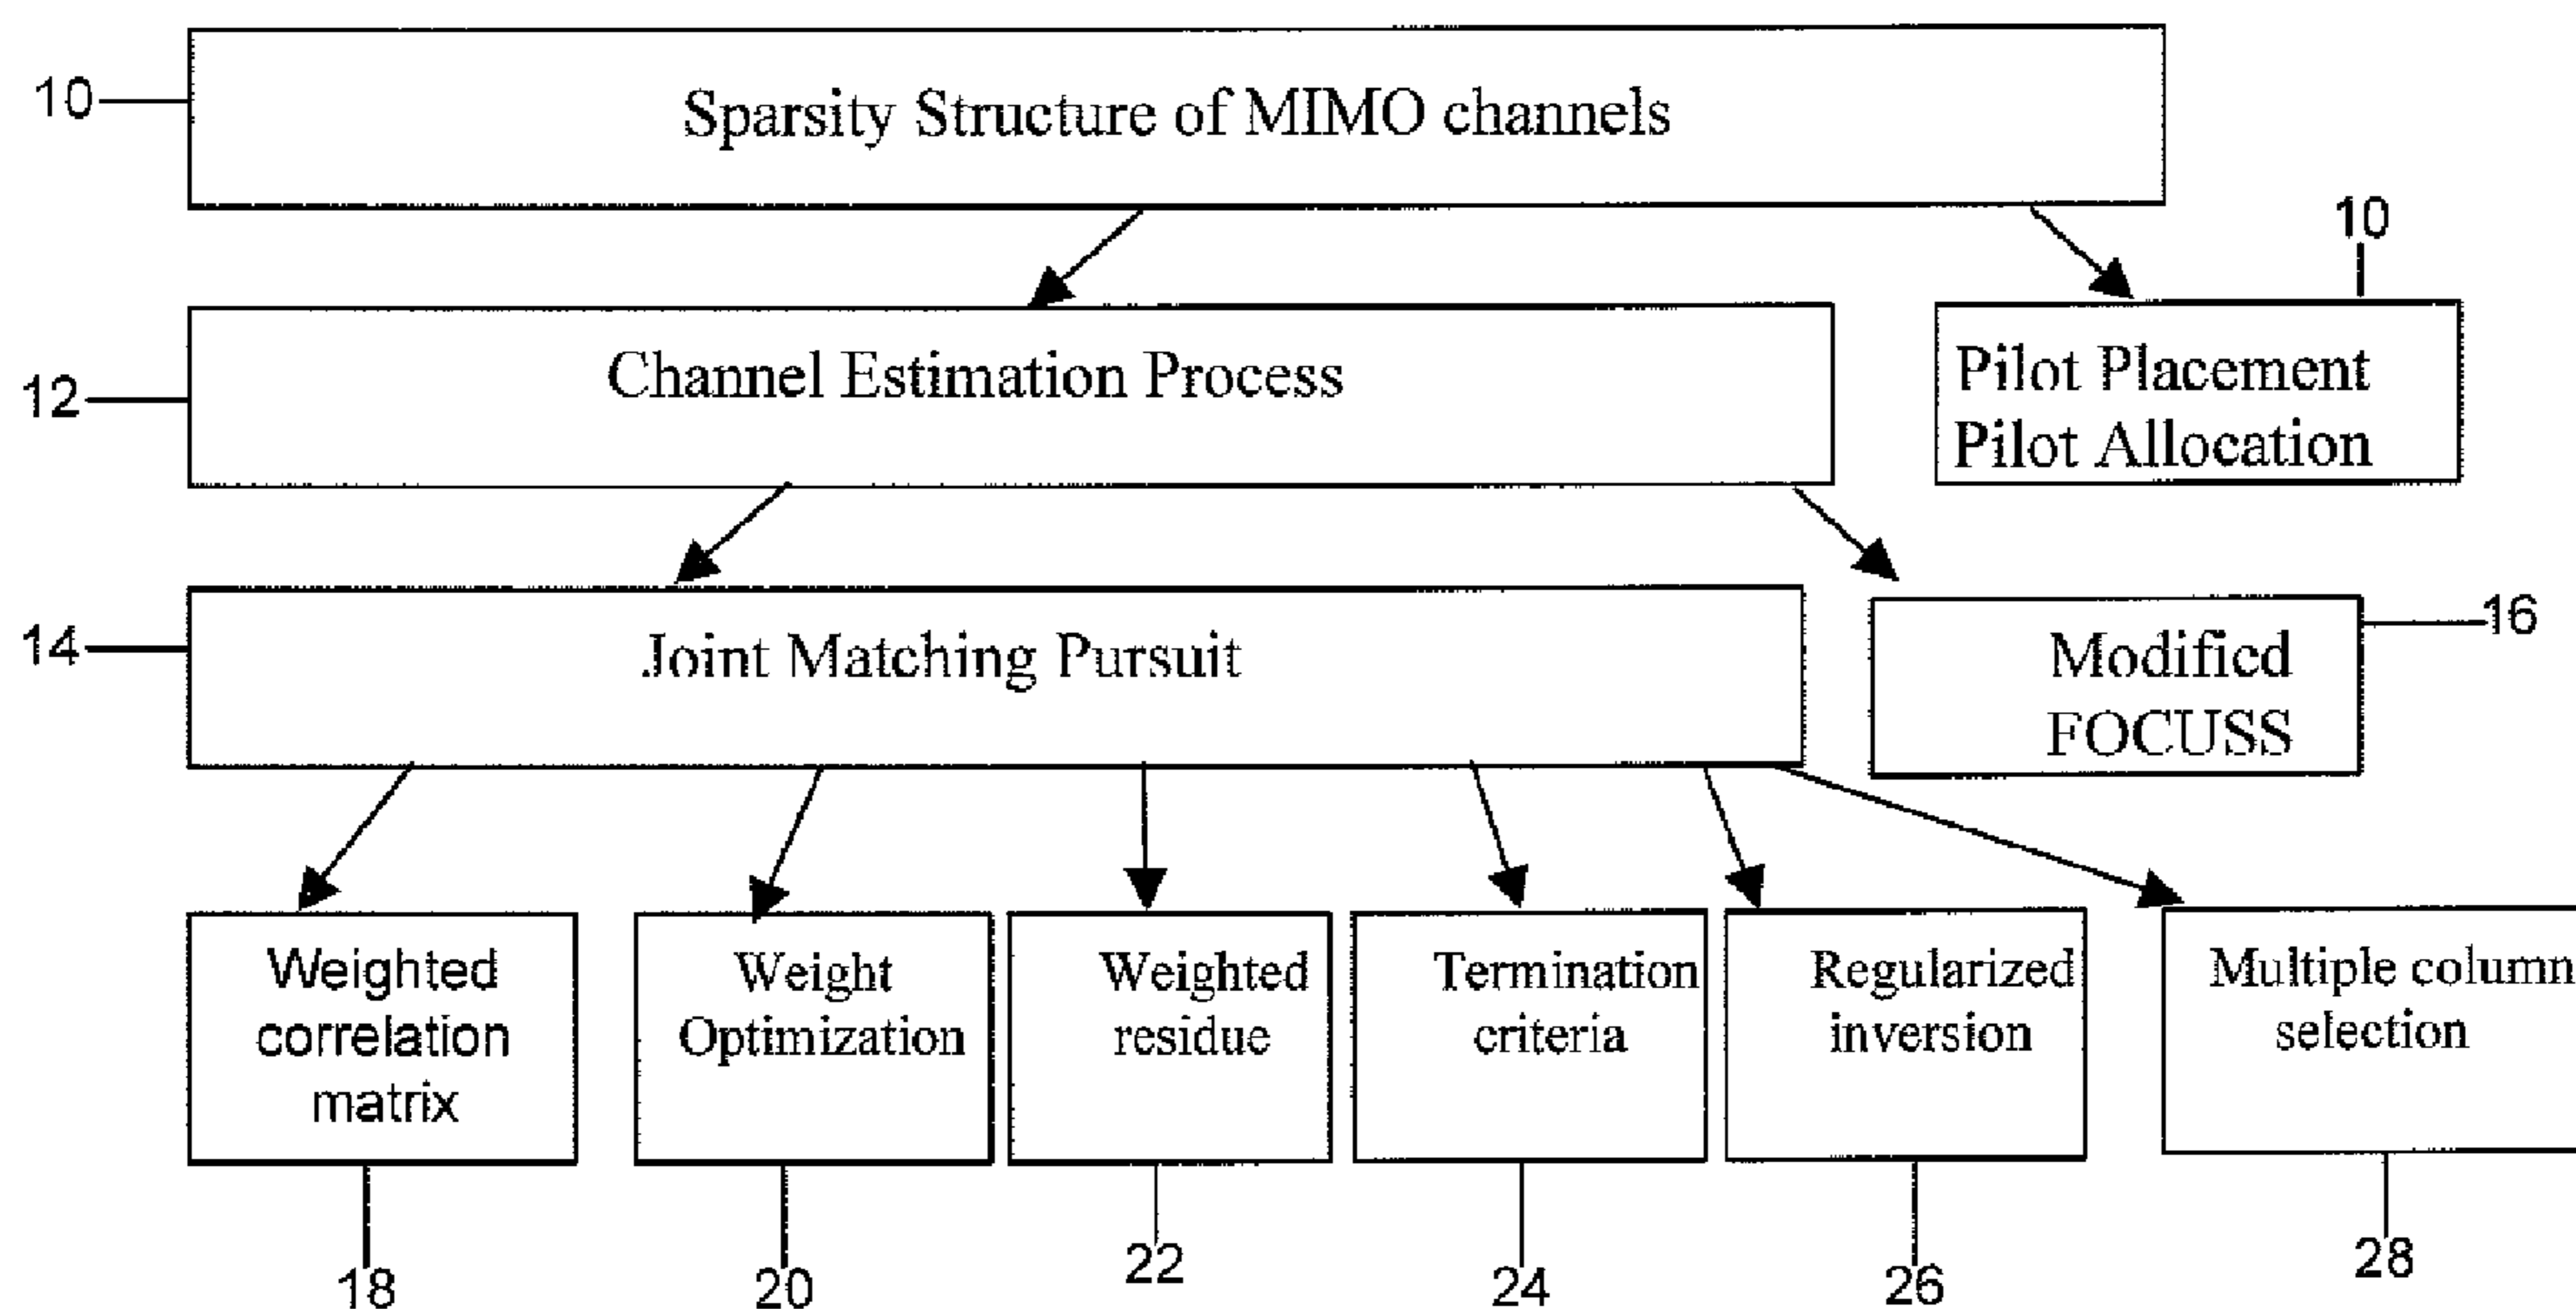 10
Sparsity Structure of MIMO channels
10
12
Channel Estimation Process
Pilot Placement
Pilot Allocation
14
Joint Matching Pursuit
16
Modified
FOCUSS
Weighted
correlation
matrix
Weight
Optimization
Weighted
residue
Termination
criteria
Regularized
inversion
Multiple column
selection
18
20
22
24
26
28